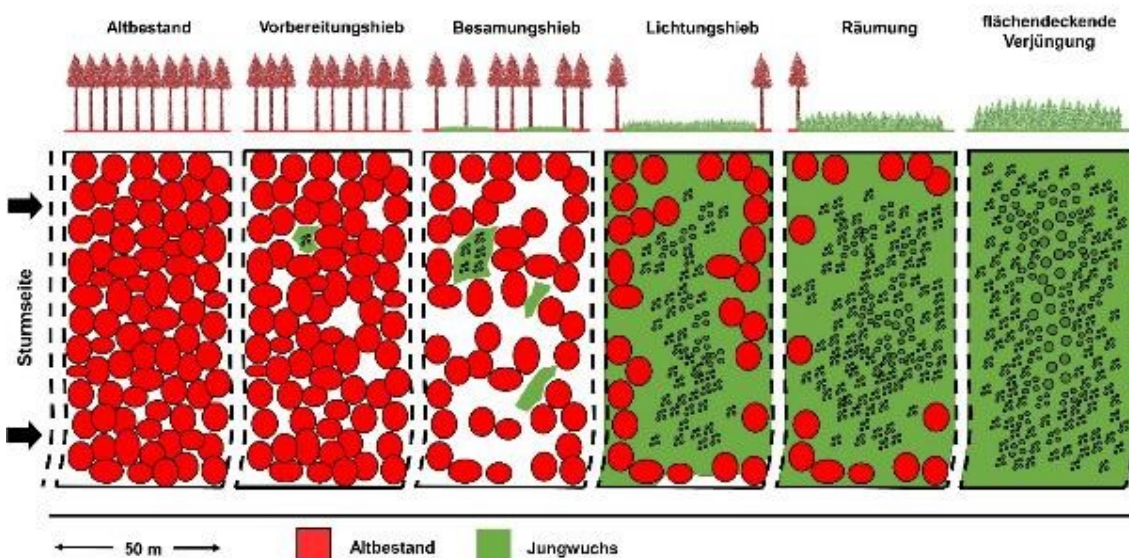 Altbestand
Vorbereitungshieb
Besamungshieb
Lichtungshieb
Räumung
flächendeckende
Verjüngung
Sturmseite
50 m
Altbestand
Jungwuchs